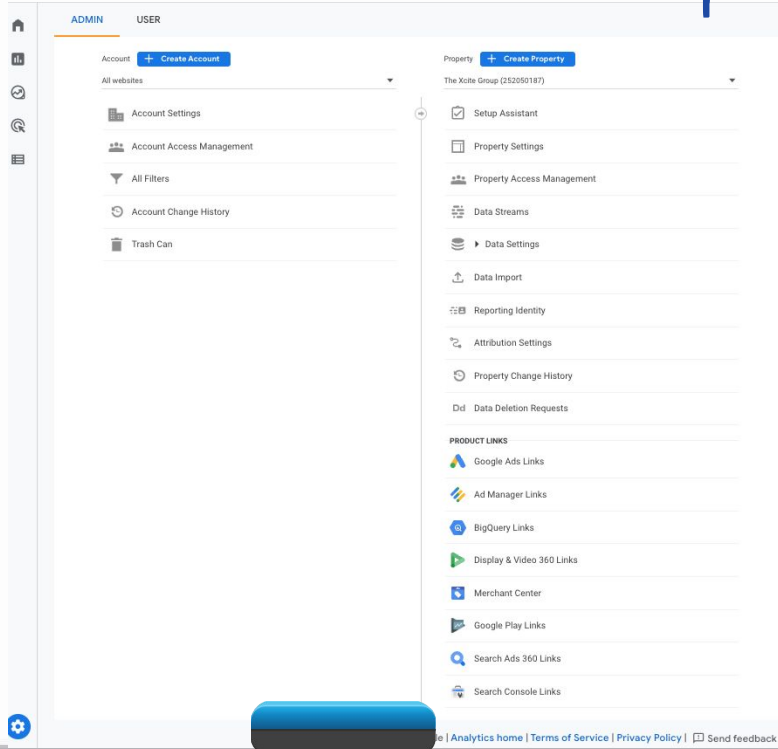 ADMIN USER
Account + Create Account
All websites
Account Settings
Account Access Management
All Filters
Account Change History
Trash Can
Property + Create Property
The Xcite Group (252050187)
Setup Assistant
Property Settings
Property Access Management
Data Streams
Data Settings
Data Import
Reporting Identity
Attribution Settings
Property Change History
Dd Data Deletion Requests
PRODUCT LINKS
Google Ads Links
Ad Manager Links
BigQuery Links
Display & Video 360 Links
Merchant Center
Google Play Links
Search Ads 360 Links
Search Console Links
| Analytics home | Terms of Service | Privacy Policy | Send feedback